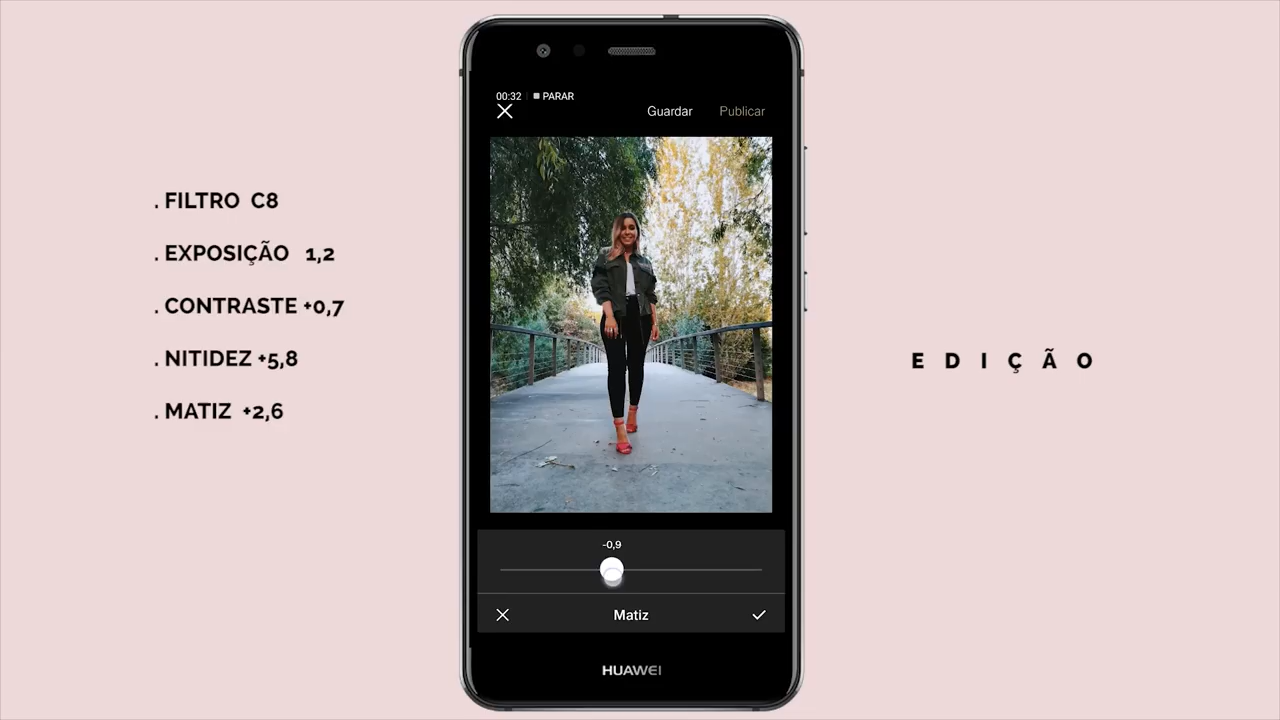 . FILTRO C8
. EXPOSIÇÃO 1,2
. CONTRASTE +0,7
. NITIDEZ +5,8
. MATIZ +2,6
00:32 PARAR
Guardar Publicar
-0,9
Matiz
HUAWEI
EDIÇÃO